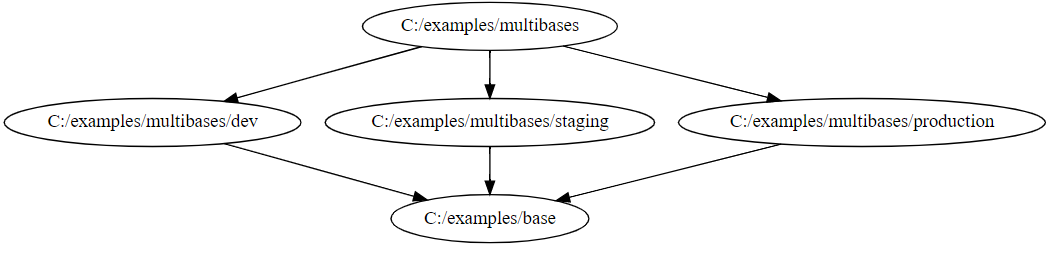 C:/examples/multibases
C:/examples/multibases/dev
C:/examples/multibases/staging
C:/examples/multibases/production
C:/examples/base